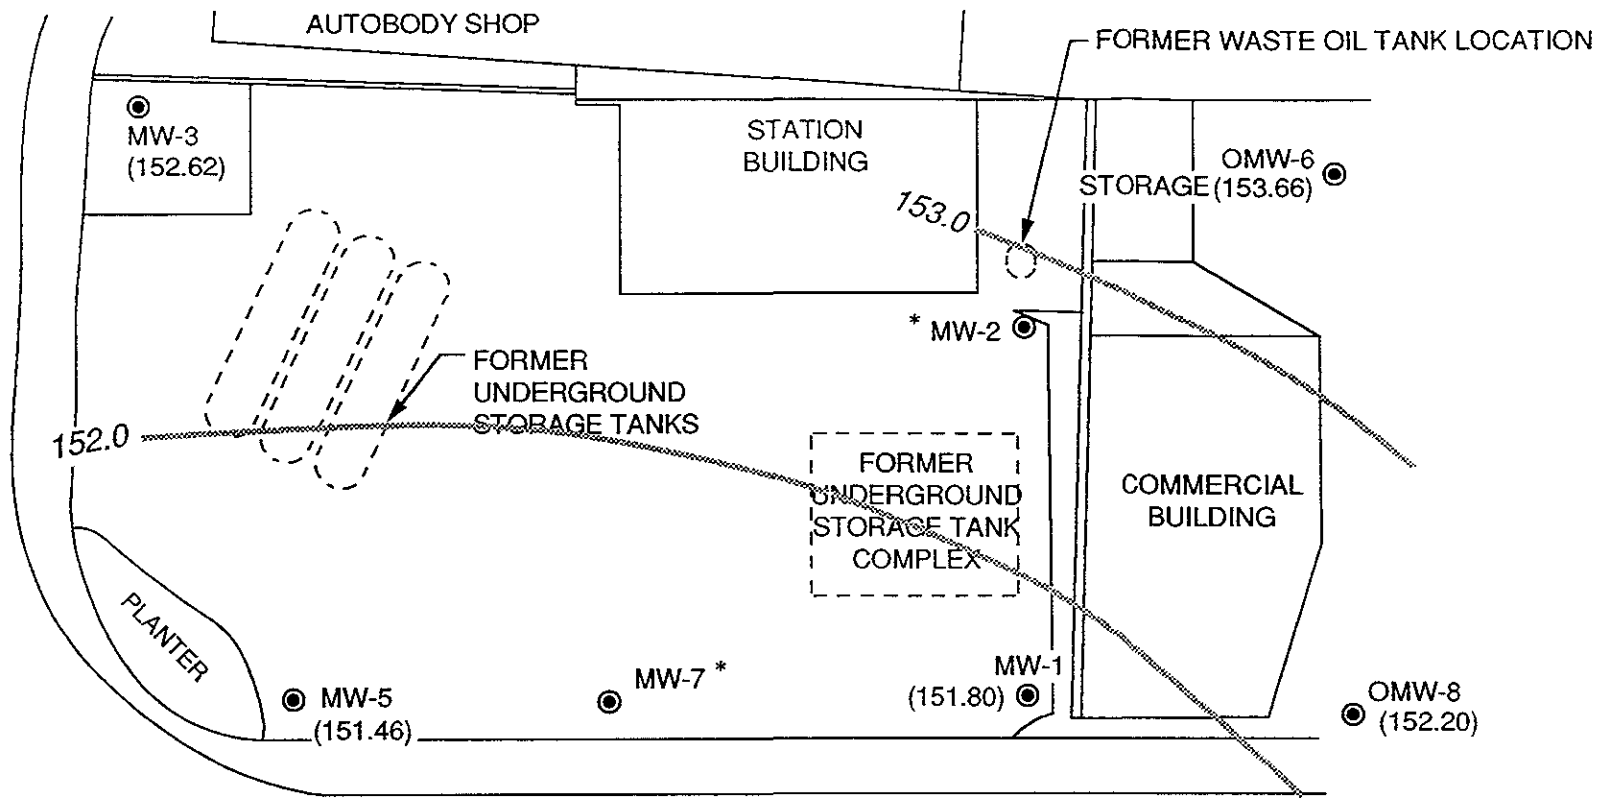 AUTOBODY SHOP
FORMER WASTE OIL TANK LOCATION
MW-3
(152.62)
STATION
BUILDING
OMW-6
STORAGE (153.66)
153.0
* MW-2
FORMER
UNDERGROUND
STORAGE TANKS
152.0
FORMER
UNDERGROUND
STORAGE TANK
COMPLEX
COMMERCIAL
BUILDING
PLANTER
MW-5
(151.46)
MW-7 *
MW-1
(151.80)
OMW-8
(152.20)